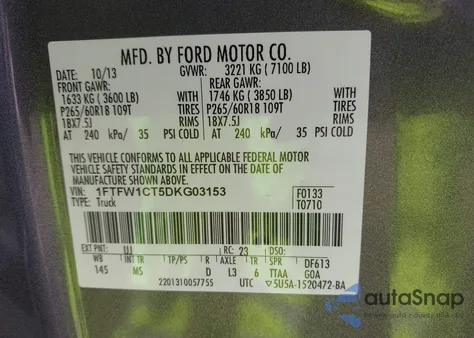 MFD. BY FORD MOTOR CO.
DATE: 10/13 GVWR: 3221 KG (7100 LB)
FRONT GAWR: REAR GAWR:
1633 KG (3600 LB) WITH 1746 KG (3850 LB) WITH
P265/60R18 109T TIRES P265/60R18 109T TIRES
18X7.5J RIMS 18X7.5J RIMS
AT 240 kPa/ 35 PSI COLD AT 240 kPa/ 35 PSI COLD
THIS VEHICLE CONFORMS TO ALL APPLICABLE FEDERAL MOTOR
VEHICLE SAFETY STANDARDS IN EFFECT ON THE DATE OF
MANUFACTURE SHOWN ABOVE.
VIN: 1FTFW1CT5DKG03153 F0133
TYPE: Truck T0710
EXT PNT: UJ RC: 23 DSO:
WB INT TR TP/PS R AXLE TR SPR DF613
145 MS D L3 6 TTAA GOA
2201310057755 UTC ▽5U5A-1520472-BA
autoSnap